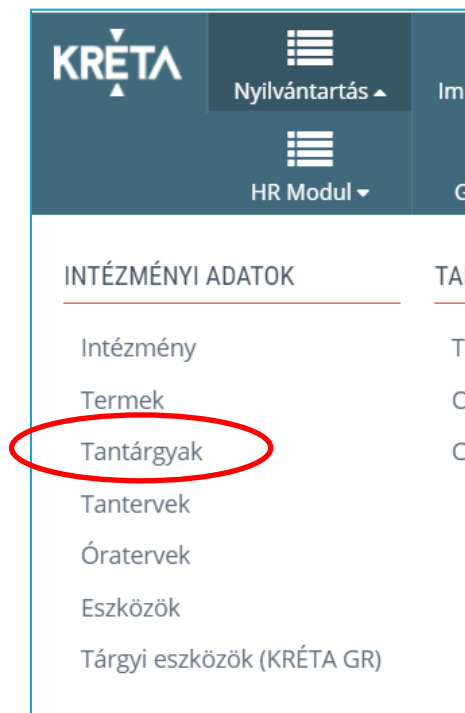 KRÉTA
Nyilvántartás
HR Modul
INTÉZMÉNYI ADATOK
Intézmény
Termek
Tantárgyak
Tantervek
Óratervek
Eszközök
Tárgyi eszközök (KRÉTA GR)